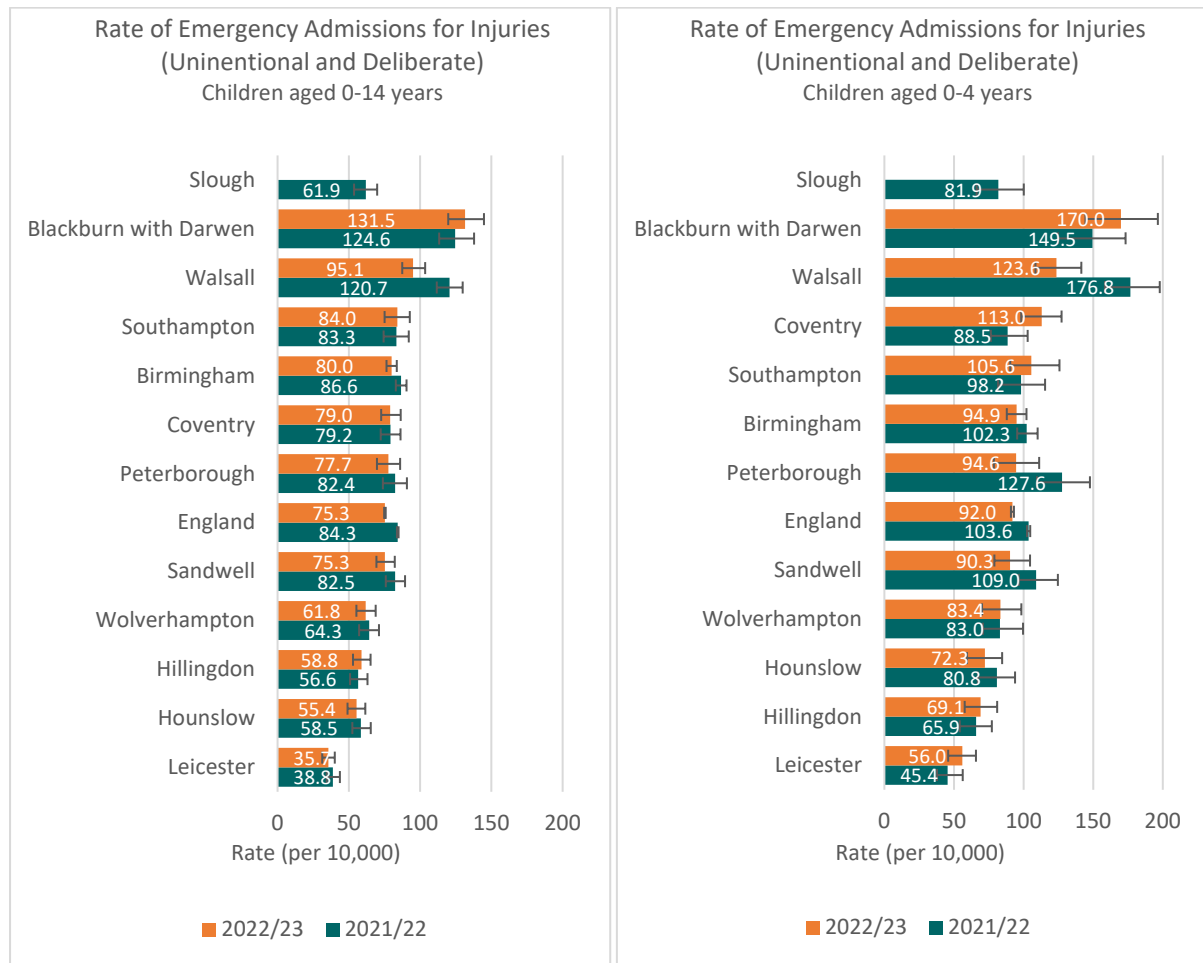 Rate of Emergency Admissions for Injuries
(Uninentional and Deliberate)
Children aged 0-14 years
Slough
61.9
Blackburn with Darwen
131.5
124.6
Walsall
95.1
120.7
Southampton
84.0
83.3
Birmingham
80.0
86.6
Coventry
79.0
79.2
Peterborough
77.7
82.4
England
75.3
84.3
Sandwell
75.3
82.5
Wolverhampton
61.8
64.3
Hillingdon
58.8
56.6
Hounslow
55.4
58.5
Leicester
35.7
38.8
0 50 100 150 200
Rate (per 10,000)
2022/23 2021/22
Rate of Emergency Admissions for Injuries
(Uninentional and Deliberate)
Children aged 0-4 years
Slough
81.9
Blackburn with Darwen
170.0
149.5
Walsall
123.6
176.8
Coventry
113.0
88.5
Southampton
105.6
98.2
Birmingham
94.9
102.3
Peterborough
94.6
127.6
England
92.0
103.6
Sandwell
90.3
109.0
Wolverhampton
83.4
83.0
Hounslow
72.3
80.8
Hillingdon
69.1
65.9
Leicester
56.0
45.4
0 50 100 150 200
Rate (per 10,000)
2022/23 2021/22